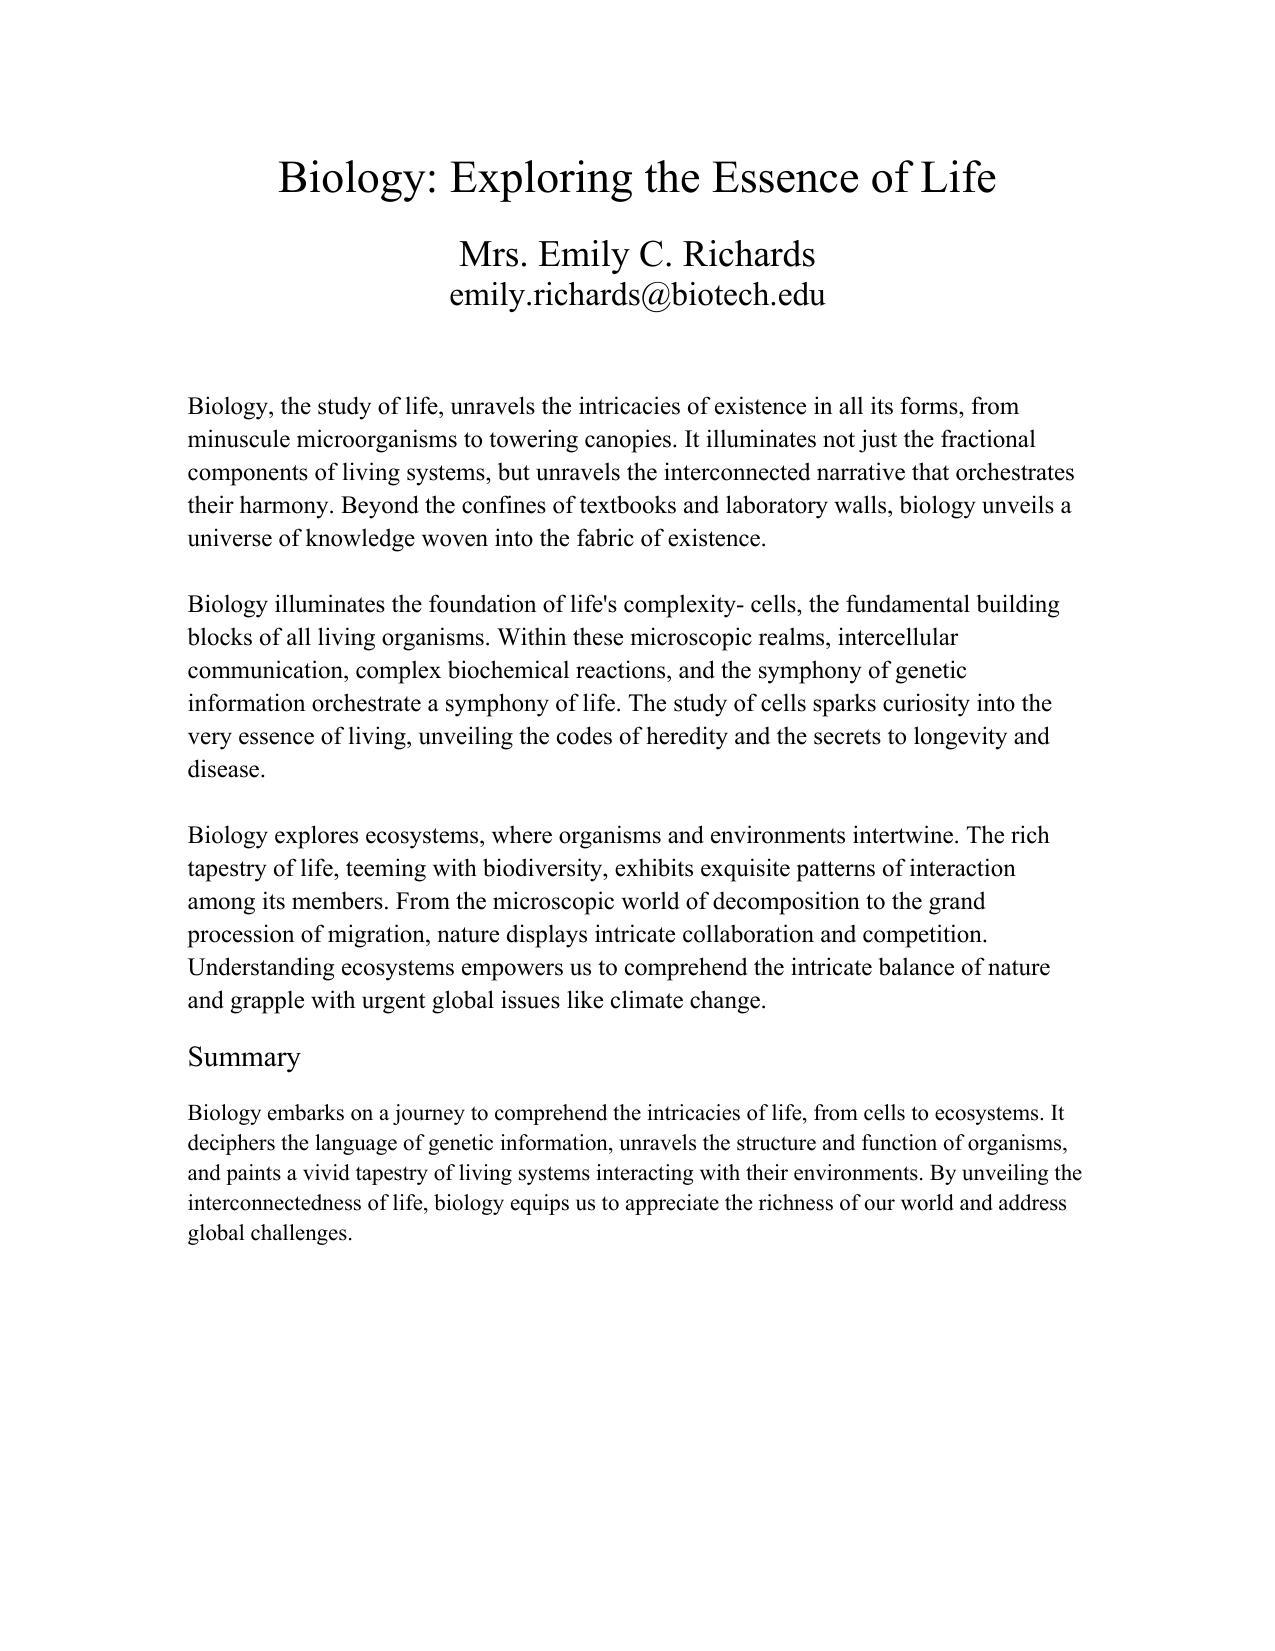 Biology: Exploring the Essence of Life
Mrs. Emily C. Richards
emily.richards@biotech.edu
Biology, the study of life, unravels the intricacies of existence in all its forms, from
minuscule microorganisms to towering canopies. It illuminates not just the fractional
components of living systems, but unravels the interconnected narrative that orchestrates
their harmony. Beyond the confines of textbooks and laboratory walls, biology unveils a
universe of knowledge woven into the fabric of existence.
Biology illuminates the foundation of life's complexity- cells, the fundamental building
blocks of all living organisms. Within these microscopic realms, intercellular
communication, complex biochemical reactions, and the symphony of genetic
information orchestrate a symphony of life. The study of cells sparks curiosity into the
very essence of living, unveiling the codes of heredity and the secrets to longevity and
disease.
Biology explores ecosystems, where organisms and environments intertwine. The rich
tapestry of life, teeming with biodiversity, exhibits exquisite patterns of interaction
among its members. From the microscopic world of decomposition to the grand
procession of migration, nature displays intricate collaboration and competition.
Understanding ecosystems empowers us to comprehend the intricate balance of nature
and grapple with urgent global issues like climate change.
Summary
Biology embarks on a journey to comprehend the intricacies of life, from cells to ecosystems. It
deciphers the language of genetic information, unravels the structure and function of organisms,
and paints a vivid tapestry of living systems interacting with their environments. By unveiling the
interconnectedness of life, biology equips us to appreciate the richness of our world and address
global challenges.